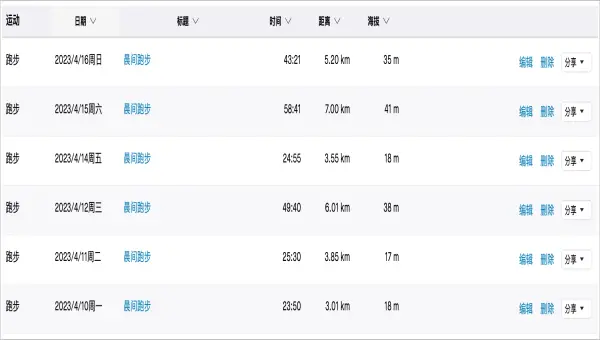 运动 日期 标题 时间 距离 海拔
跑步 2023/4/16周日 晨间跑步 43:21 5.20 km 35 m 编辑 删除 分享
跑步 2023/4/15周六 晨间跑步 58:41 7.00 km 41 m 编辑 删除 分享
跑步 2023/4/14周五 晨间跑步 24:55 3.55 km 18 m 编辑 删除 分享
跑步 2023/4/12周三 晨间跑步 49:40 6.01 km 38 m 编辑 删除 分享
跑步 2023/4/11周二 晨间跑步 25:30 3.85 km 17 m 编辑 删除 分享
跑步 2023/4/10周一 晨间跑步 23:50 3.01 km 18 m 编辑 删除 分享